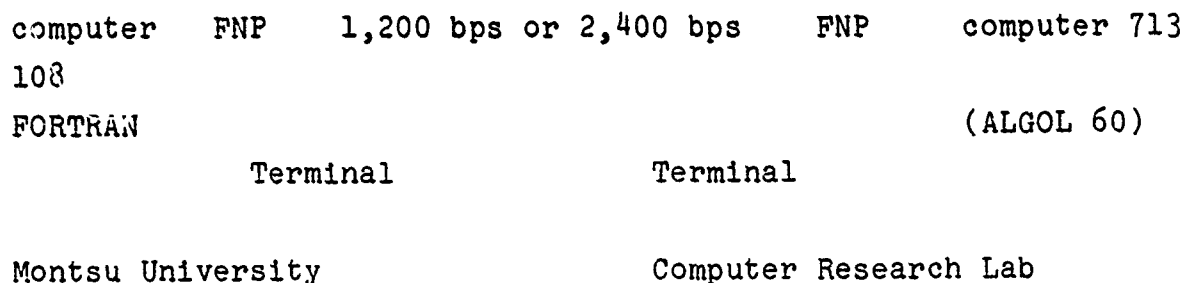 computer FNP 1,200 bps or 2,400 bps FNP computer 713
108
FORTRAN (ALGOL 60)
Terminal Terminal
Montsu University Computer Research Lab